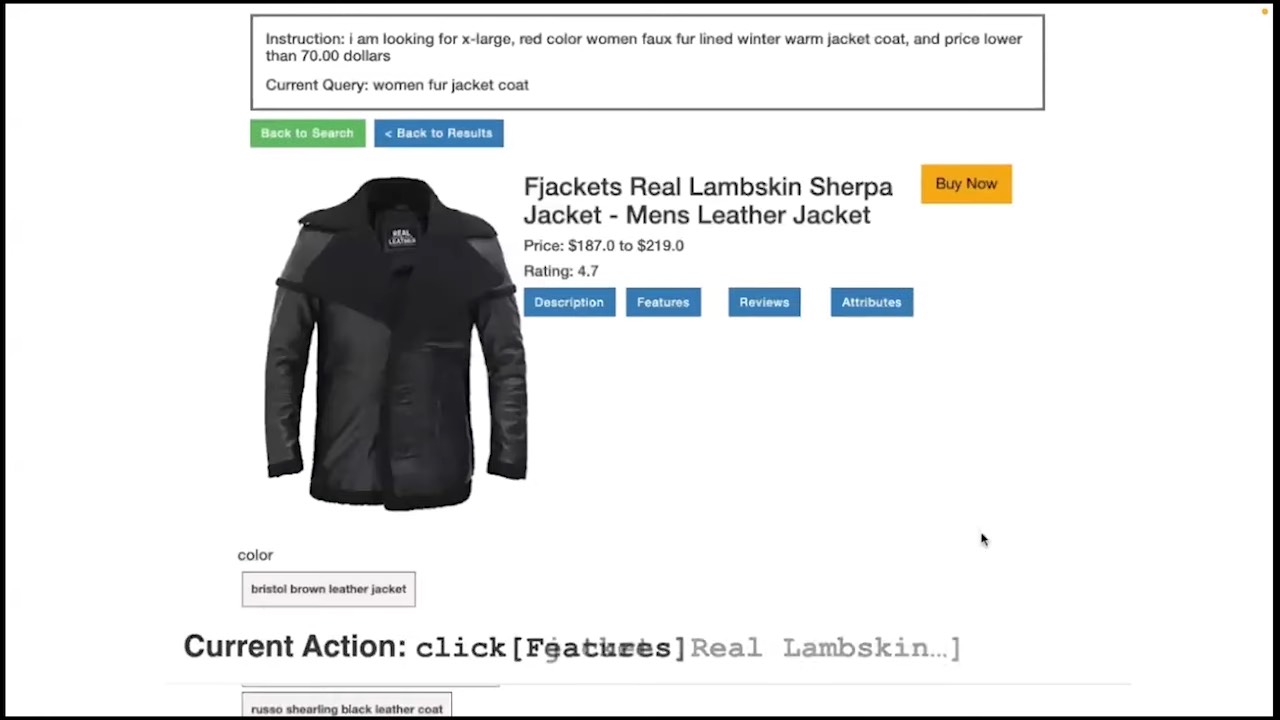 Instruction: i am looking for x-large, red color women faux fur lined winter warm jacket coat, and price lower
than 70.00 dollars
Current Query: women fur jacket coat
Back to Search
< Back to Results
Fjackets Real Lambskin Sherpa
Jacket - Mens Leather Jacket
Buy Now
Price: $187.0 to $219.0
Rating: 4.7
Description
Features
Reviews
Attributes
REAL
LEATHER
color
bristol brown leather jacket
Current Action: click[Features] Real Lambskin…]
russo shearling black leather coat